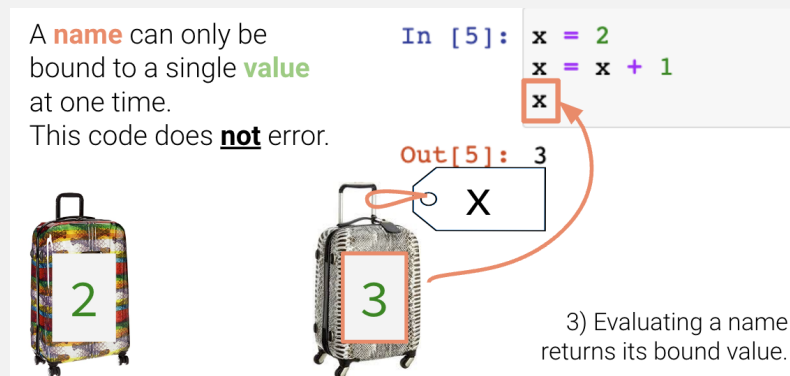 A name can only be
bound to a single value
at one time.
This code does not error.
In [5]: x = 2
x = x + 1
x
Out[5]: 3
X
2
3
3) Evaluating a name
returns its bound value.